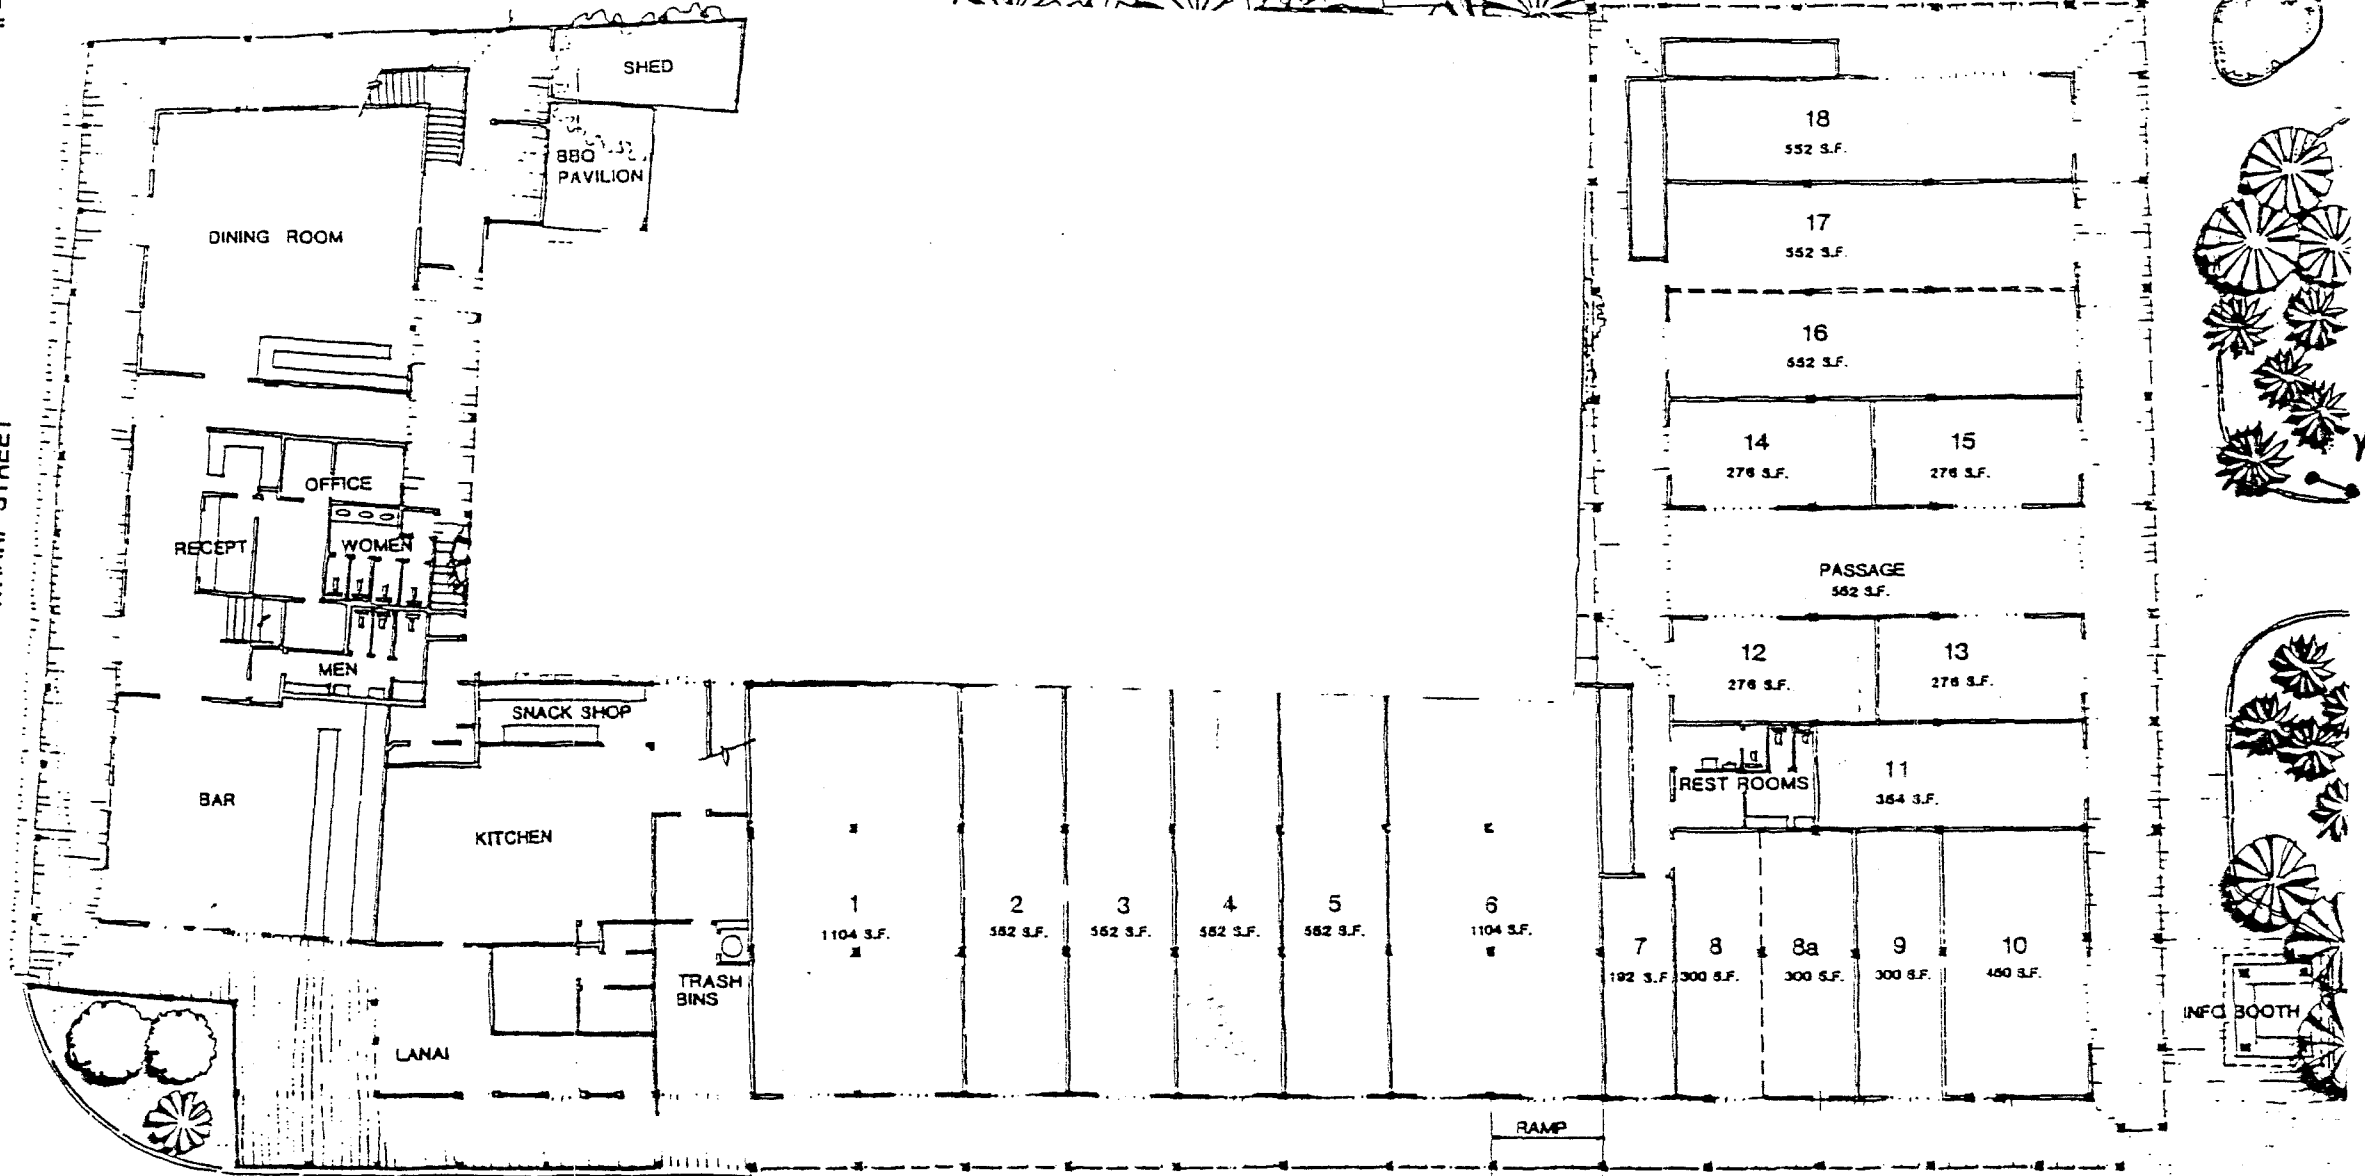 SHED
BBQ
PAVILION
DINING ROOM
OFFICE
RECEPT
WOMEN
MEN
SNACK SHOP
BAR
KITCHEN
TRASH
BINS
LANAI
1
1104 S.F.
2
552 S.F.
3
552 S.F.
4
552 S.F.
5
552 S.F.
6
1104 S.F.
RAMP
18
552 S.F.
17
552 S.F.
16
552 S.F.
14
276 S.F.
15
276 S.F.
PASSAGE
552 S.F.
12
276 S.F.
13
276 S.F.
REST ROOMS
11
354 S.F.
7
192 S.F
8
300 S.F.
8a
300 S.F.
9
300 S.F.
10
450 S.F.
INFO BOOTH
STREET